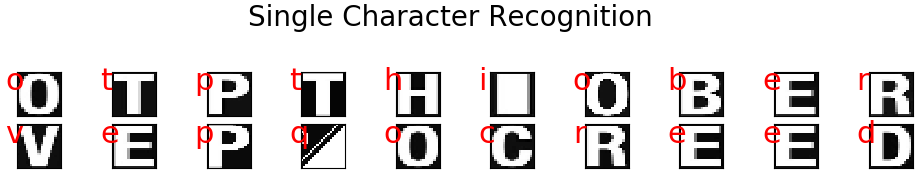 Single Character Recognition
o O t T p P t T h H i o O b B e E r R
v V e E p P q o O c C r R e E e E d D